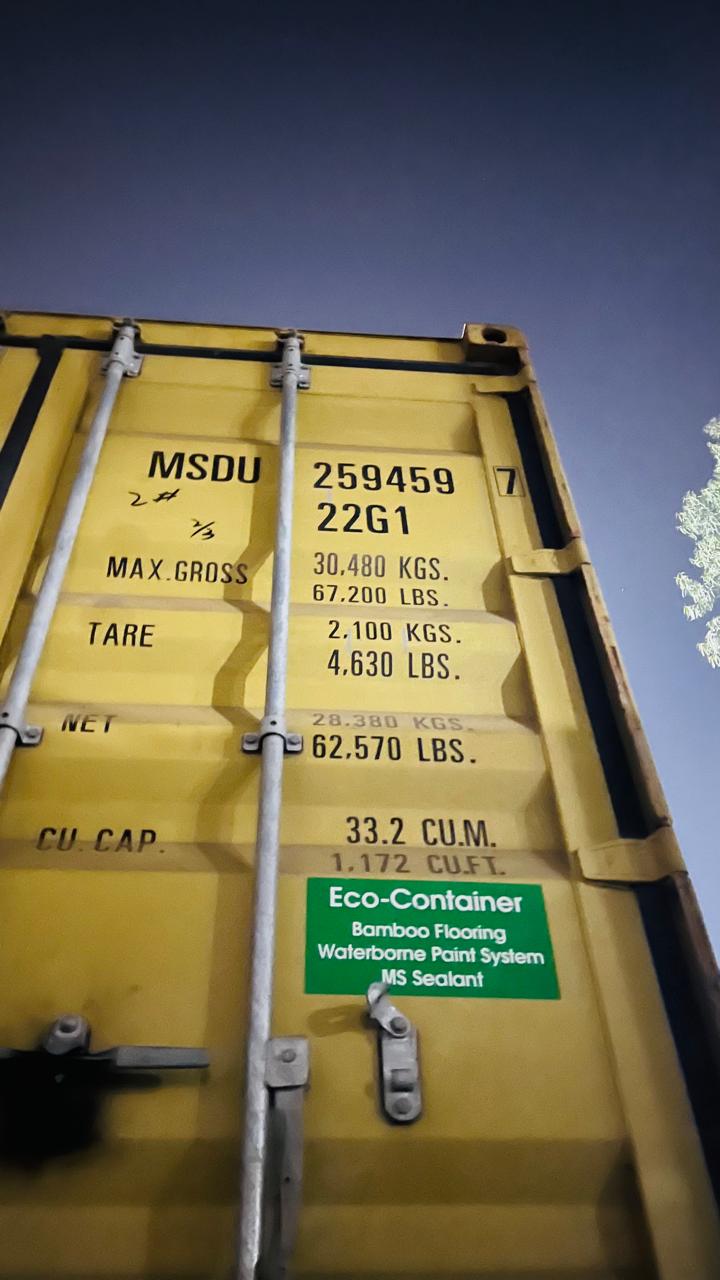 MSDU 259459 7
2# 22G1
2/3
MAX.GROSS 30,480 KGS.
67,200 LBS.
TARE 2,100 KGS.
4,630 LBS.
NET 28,380 KGS.
62,570 LBS.
CU. CAP. 33.2 CU.M.
1,172 CU.FT.
Eco-Container
Bamboo Flooring
Waterborne Paint System
MS Sealant